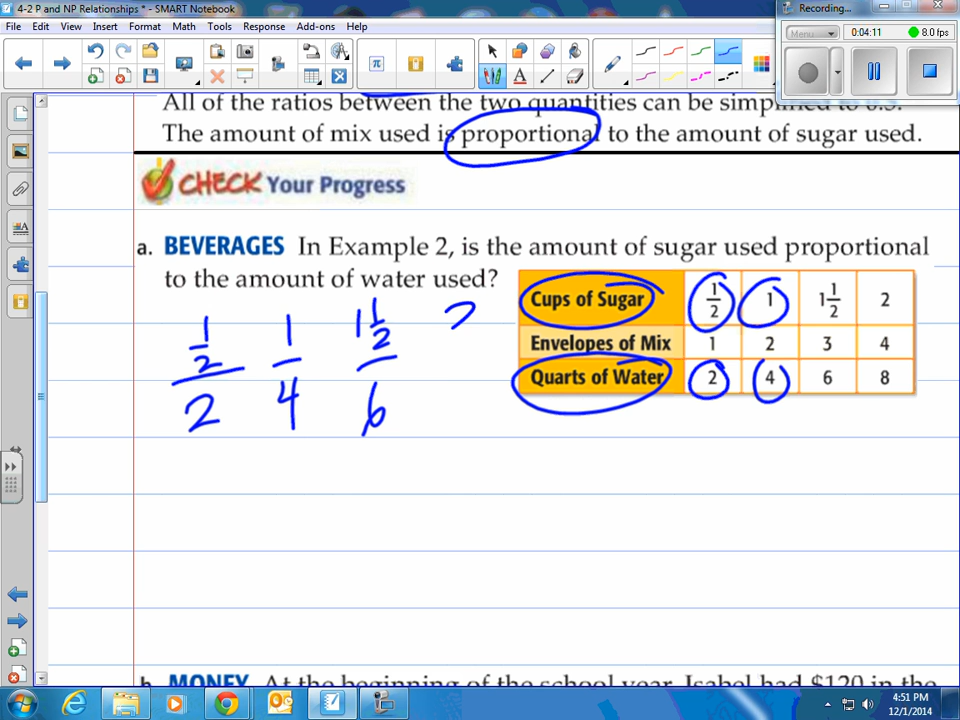 4-2 P and NP Relationships * - SMART Notebook
Recording...
File Edit View Insert Format Math Tools Response Proportion Add-ons Help
Menu 0:04:11 8.0 fps
All of the ratios between the two quantities can be simplified to 0.5.
The amount of mix used is proportional to the amount of sugar used.
CHECK Your Progress
a. BEVERAGES In Example 2, is the amount of sugar used proportional
to the amount of water used?
Cups of Sugar 1/2 1 1 1/2 2
Envelopes of Mix 1 2 3 4
Quarts of Water 2 4 6 8
1/2 1 1 1/2 2
2 4 6
MONEY At the beginning of the school year, Isabel had $120 in the
4:51 PM
12/1/2014